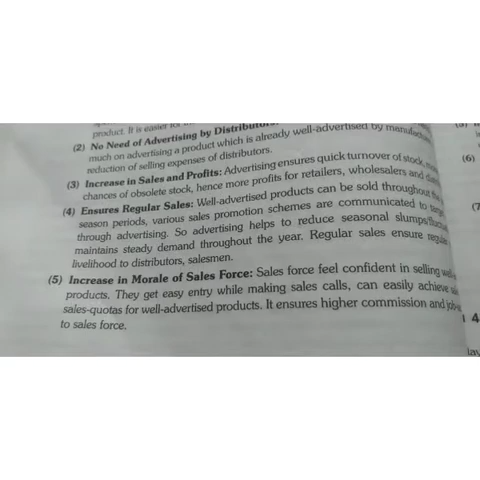 product. It is easier for
(2) No Need of Advertising by Distributors:
much on advertising a product which is already well-advertised by
reduction of selling expenses of distributors.
(3) Increase in Sales and Profits: Advertising ensures quick turnover of stock,
chances of obsolete stock, hence more profits for retailers, wholesalers and
(4) Ensures Regular Sales: Well-advertised products can be sold throughout the
season periods, various sales promotion schemes are communicated to
through advertising. So advertising helps to reduce seasonal slumps/
maintains steady demand throughout the year. Regular sales ensure
livelihood to distributors, salesmen.
(5) Increase in Morale of Sales Force: Sales force feel confident in selling
products. They get easy entry while making sales calls, can easily achieve
sales-quotas for well-advertised products. It ensures higher commission and
to sales force.
(6)
(7
4